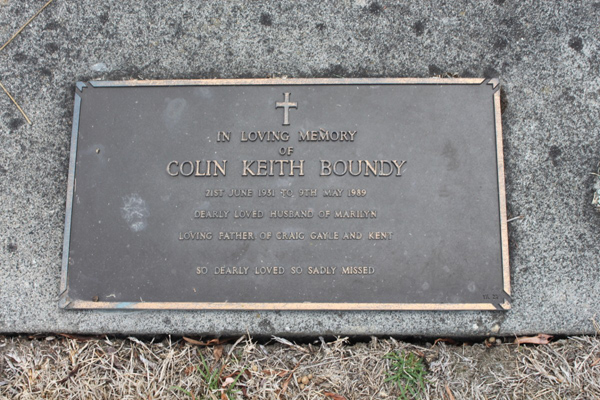 IN LOVING MEMORY
OF
COLIN KEITH BOUNDY
21ST JUNE 1931 TO 9TH MAY 1989
DEARLY LOVED HUSBAND OF MARILYN
LOVING FATHER OF CRAIG GAYLE AND KENT
SO DEARLY LOVED SO SADLY MISSED